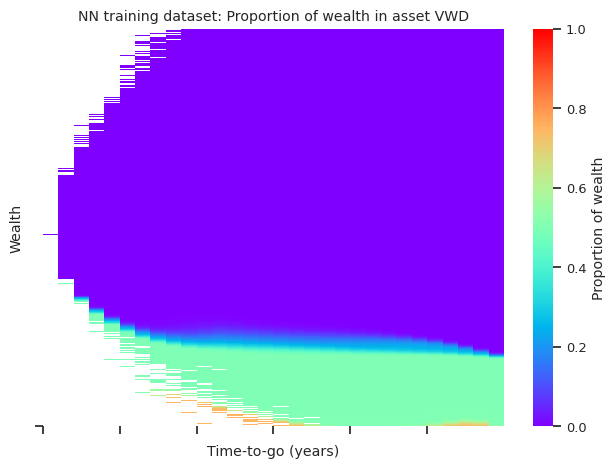 NN training dataset: Proportion of wealth in asset VWD
Wealth
Time-to-go (years)
1.0
0.8
0.6
0.4
0.2
0.0
Proportion of wealth